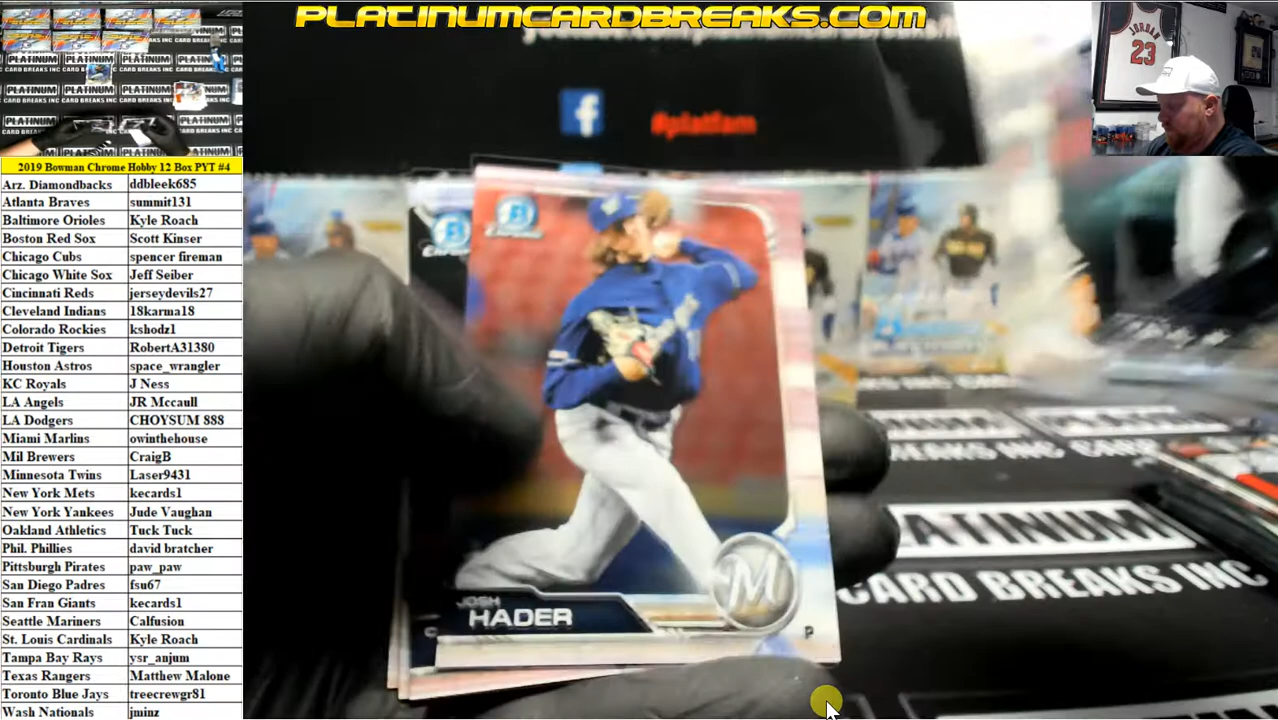 PLATINUMCARDBREAKS.COM
#platfam
JORDAN
23
PLATINUM
CARD BREAKS INC
2019 Bowman Chrome Hobby 12 Box PYT #4
Arz. Diamondbacks ddbleek685
Atlanta Braves summit131
Baltimore Orioles Kyle Roach
Boston Red Sox Scott Kinser
Chicago Cubs spencer fireman
Chicago White Sox Jeff Seiber
Cincinnati Reds jerseydevils27
Cleveland Indians 18karma18
Colorado Rockies kshodz1
Detroit Tigers RobertA31380
Houston Astros space_wrangler
KC Royals J Ness
LA Angels JR Mccaull
LA Dodgers CHOYSUM 888
Miami Marlins owinthehouse
Mil Brewers CraigB
Minnesota Twins Laser9431
New York Mets kecards1
New York Yankees Jude Vaughan
Oakland Athletics Tuck Tuck
Phil. Phillies david bratcher
Pittsburgh Pirates paw_paw
San Diego Padres fsu67
San Fran Giants kecards1
Seattle Mariners Calfusion
St. Louis Cardinals Kyle Roach
Tampa Bay Rays ysr_anjum
Texas Rangers Matthew Malone
Toronto Blue Jays treecrewgr81
Wash Nationals jminz
JOSH
HADER
M
P
ATINUM
CARD BREAKS INC